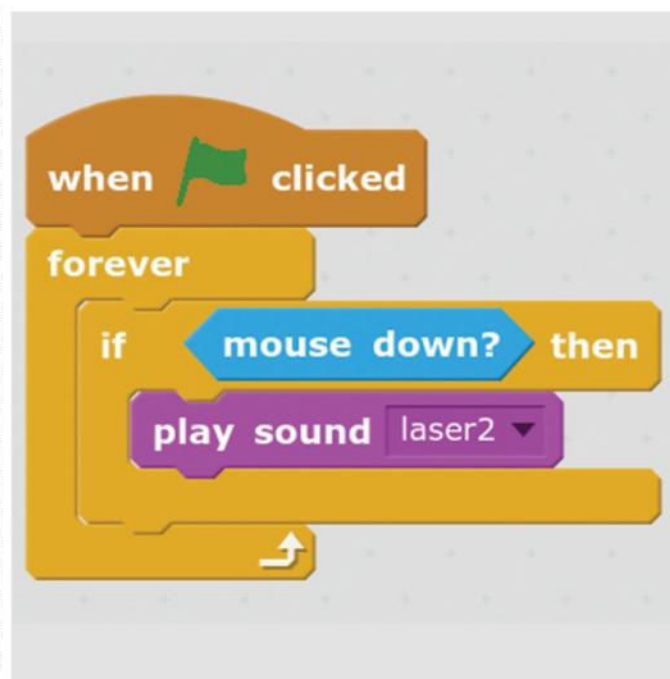 when clicked
forever
if mouse down? then
play sound laser2